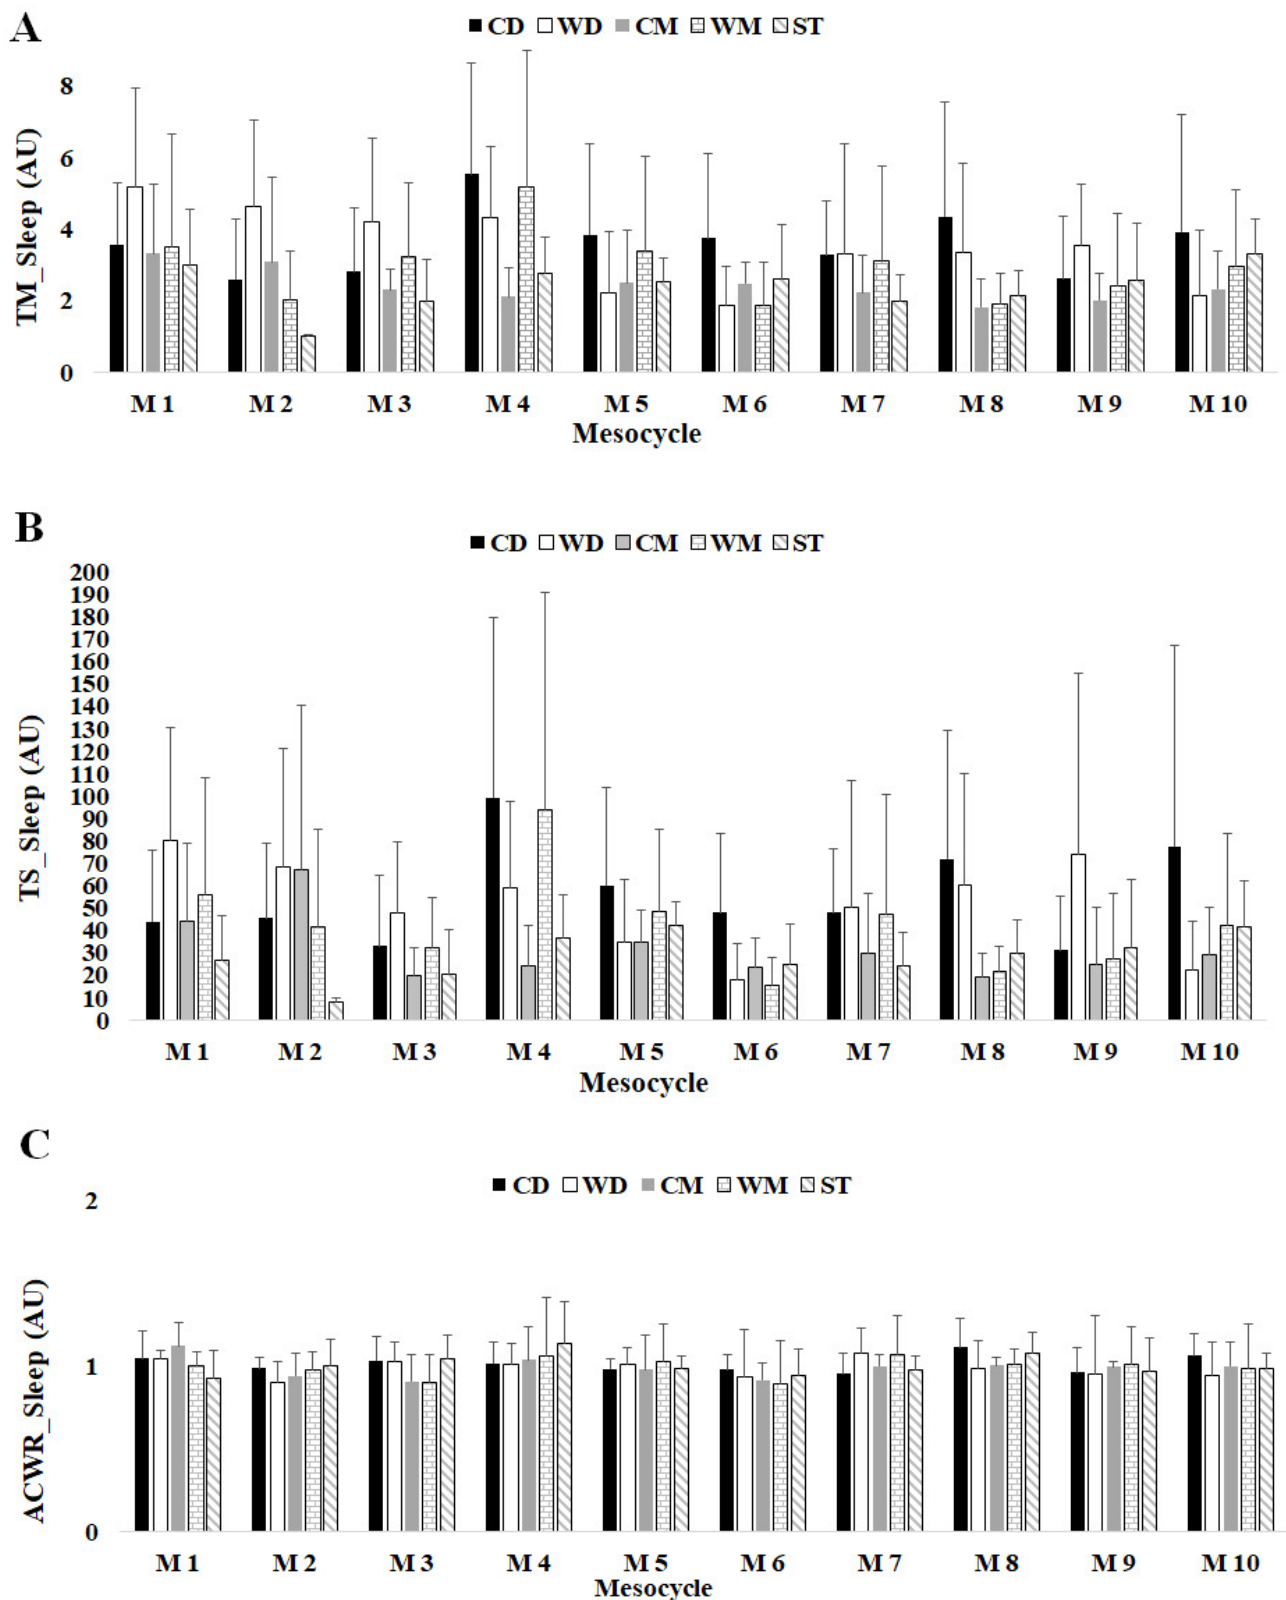 A
CD WD CM WM ST
TM_Sleep (AU)
8
6
4
2
0
M 1 M 2 M 3 M 4 M 5 M 6 M 7 M 8 M 9 M 10
Mesocycle
B
CD WD CM WM ST
TS_Sleep (AU)
200
190
180
170
160
150
140
130
120
110
100
90
80
70
60
50
40
30
20
10
0
M 1 M 2 M 3 M 4 M 5 M 6 M 7 M 8 M 9 M 10
Mesocycle
C
CD WD CM WM ST
ACWR_Sleep (AU)
2
1
0
M 1 M 2 M 3 M 4 M 5 M 6 M 7 M 8 M 9 M 10
Mesocycle